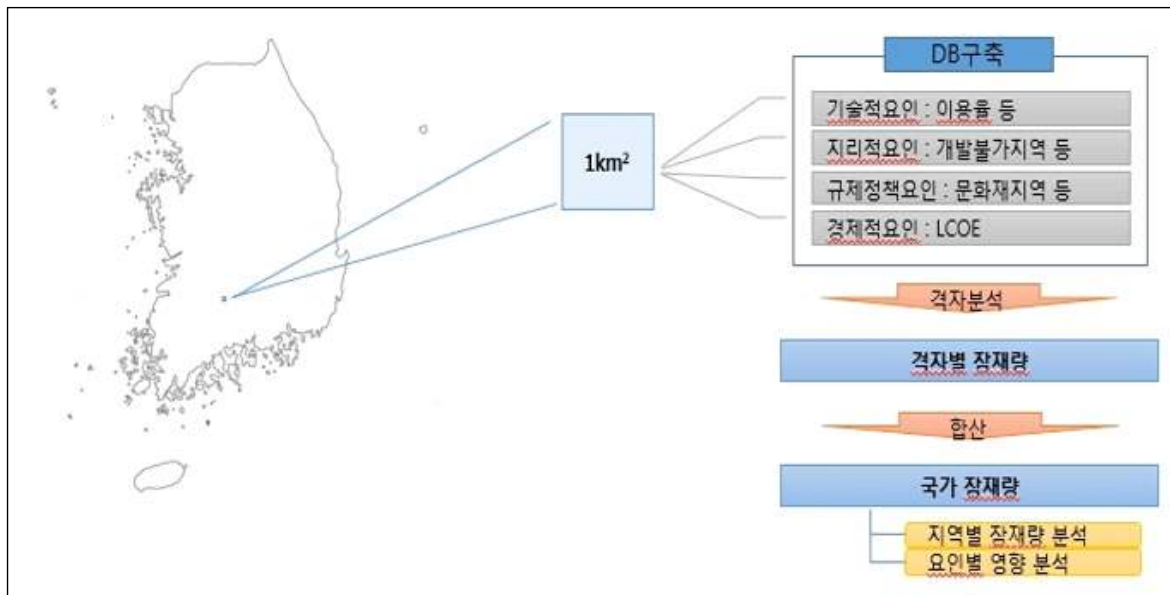 DB구축
1km²
기술적요인 : 이용율 등
지리적요인 : 개발불가지역 등
규제정책요인 : 문화재지역 등
경제적요인 : LCOE
격자분석
격자별 잠재량
합산
국가 잠재량
지역별 잠재량 분석
요인별 영향 분석